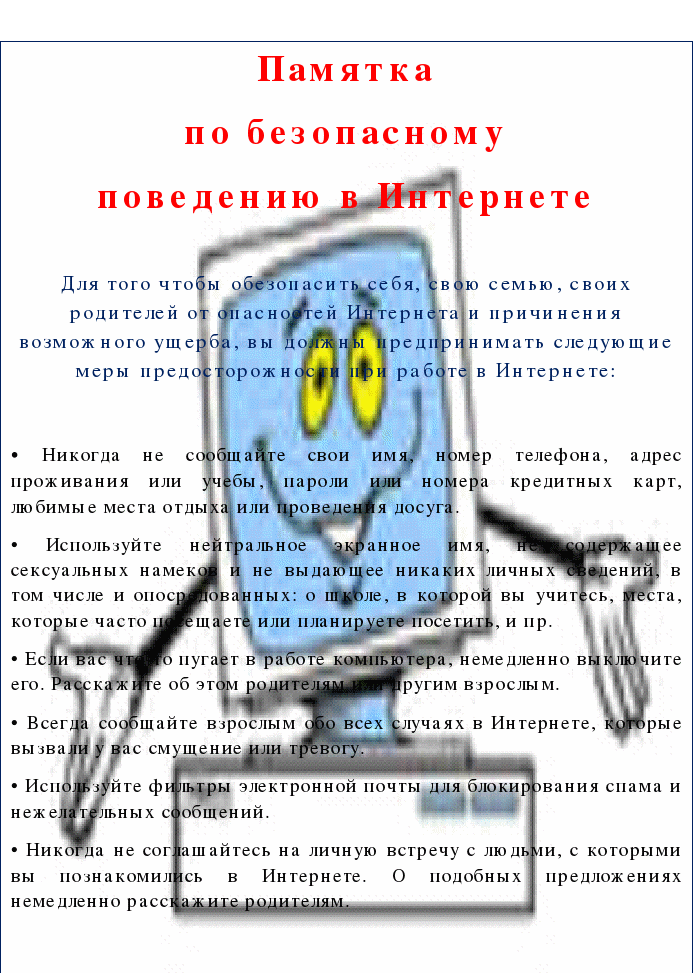 Памятка
по безопасному
поведению в Интернете
Для того чтобы обезопасить себя, свою семью, своих
родителей от опасностей Интернета и причинения
возможного ущерба, вы должны предпринимать следующие
меры предосторожности при работе в Интернете:
• Никогда не сообщайте свои имя, номер телефона, адрес
проживания или учебы, пароли или номера кредитных карт,
любимые места отдыха или проведения досуга.
• Используйте нейтральное экранное имя, не содержащее
сексуальных намеков и не выдающее никаких личных сведений, в
том числе и опосредованных: о школе, в которой вы учитесь, места,
которые часто посещаете или планируете посетить, и пр.
• Если вас что-то пугает в работе компьютера, немедленно выключите
его. Расскажите об этом родителям или другим взрослым.
• Всегда сообщайте взрослым обо всех случаях в Интернете, которые
вызвали у вас смущение или тревогу.
• Используйте фильтры электронной почты для блокирования спама и
нежелательных сообщений.
• Никогда не соглашайтесь на личную встречу с людьми, с которыми
вы познакомились в Интернете. О подобных предложениях
немедленно расскажите родителям.